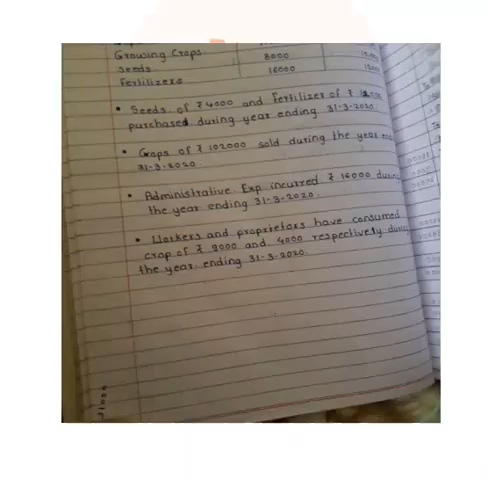 Growing Crops
Seeds 8000
Fertilizers 16000
• Seeds of ₹4000 and Fertilizer of ₹
purchased during year ending 31-3-2020.
• Crops of ₹ 102000 sold during the year
31-3-2020.
• Administrative Exp incurred ₹ 16000 during
the year ending 31-3-2020.
• Workers and proprietors have consumed
crop of ₹ 2000 and 4000 respectively during
the year ending 31-3-2020.